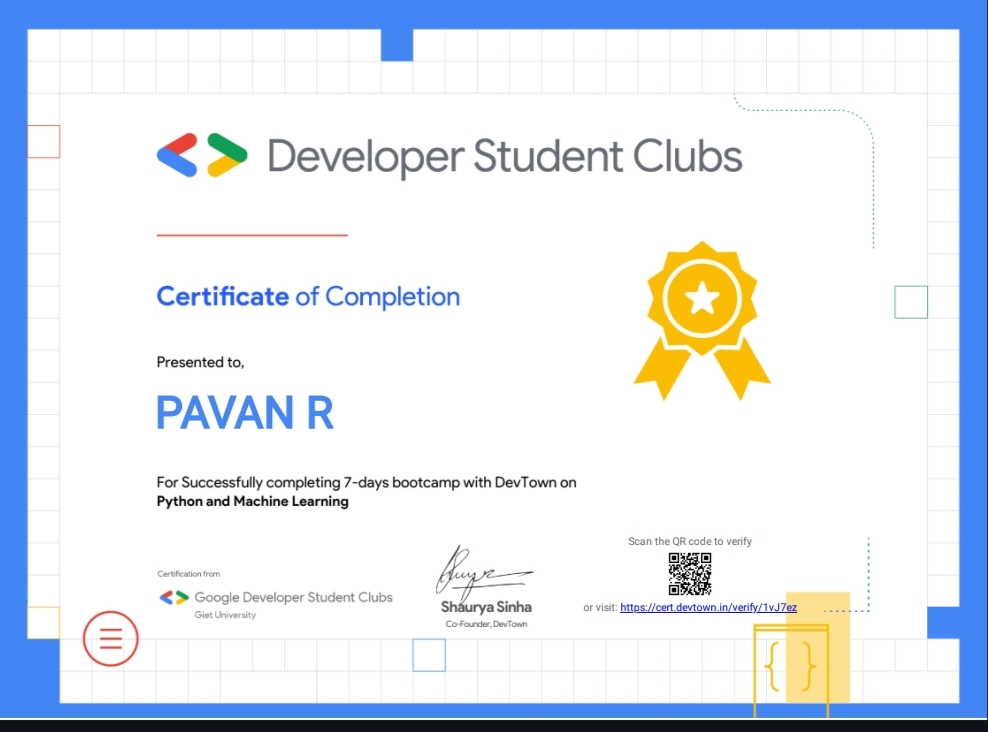 Developer Student Clubs
Certificate of Completion
Presented to,
PAVAN R
For Successfully completing 7-days bootcamp with DevTown on
Python and Machine Learning
Scan the QR code to verify
Certification from
Google Developer Student Clubs
Giet University
Shaurya Sinha
Co-Founder, DevTown
or visit: https://cert.devtown.in/verify/1vJ7ez
{ }